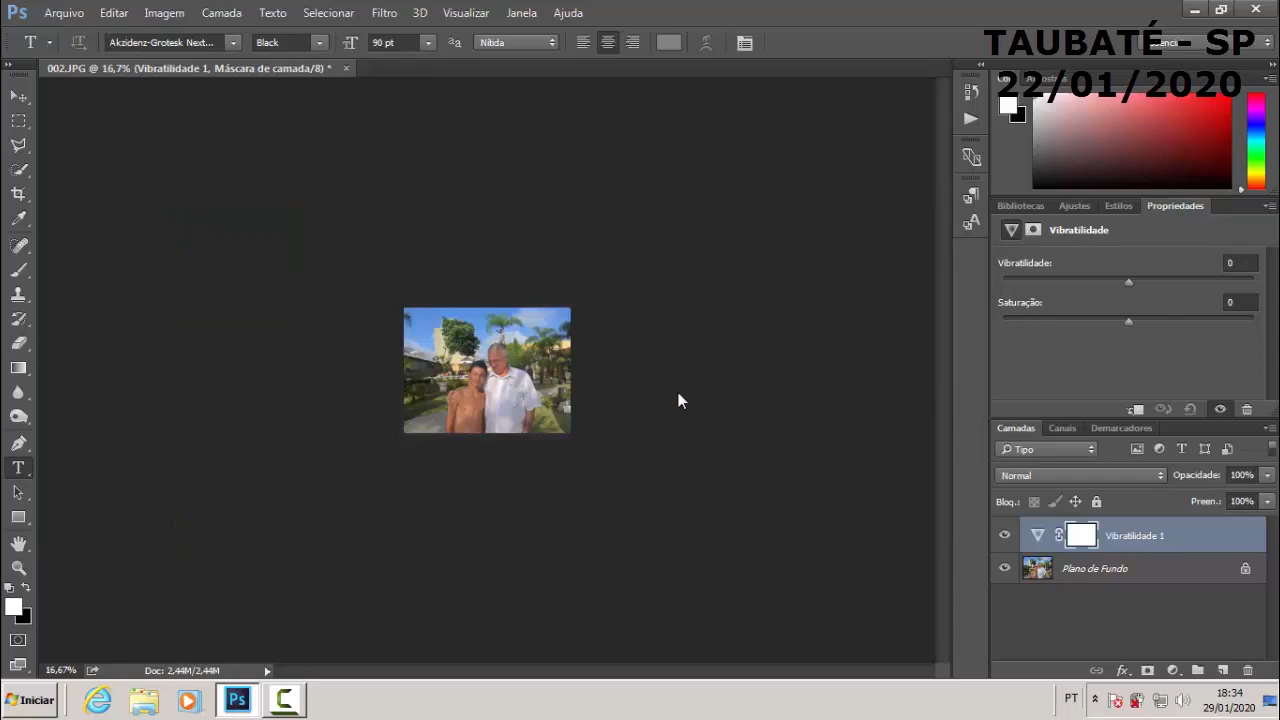 Ps Arquivo Editar Imagem Camada Texto Selecionar Filtro 3D Visualizar Janela Ajuda
T T Akzidenz-Grotesk Next... Black 90 pt aa Nítida
TAUBATÉ - SP
22/01/2020
002.JPG @ 16,7% (Vibratilidade 1, Máscara de camada/8) *
Bibliotecas Ajustes Estilos Propriedades
Vibratilidade
Vibratilidade: 0
Saturação: 0
Camadas Canais Demarcadores
Tipo
Normal Opacidade: 100%
Bloq.: Preen.: 100%
Vibratilidade 1
Plano de Fundo
16,67% Doc: 2,44M/2,44M
Iniciar Ps PT 18:34
29/01/2020